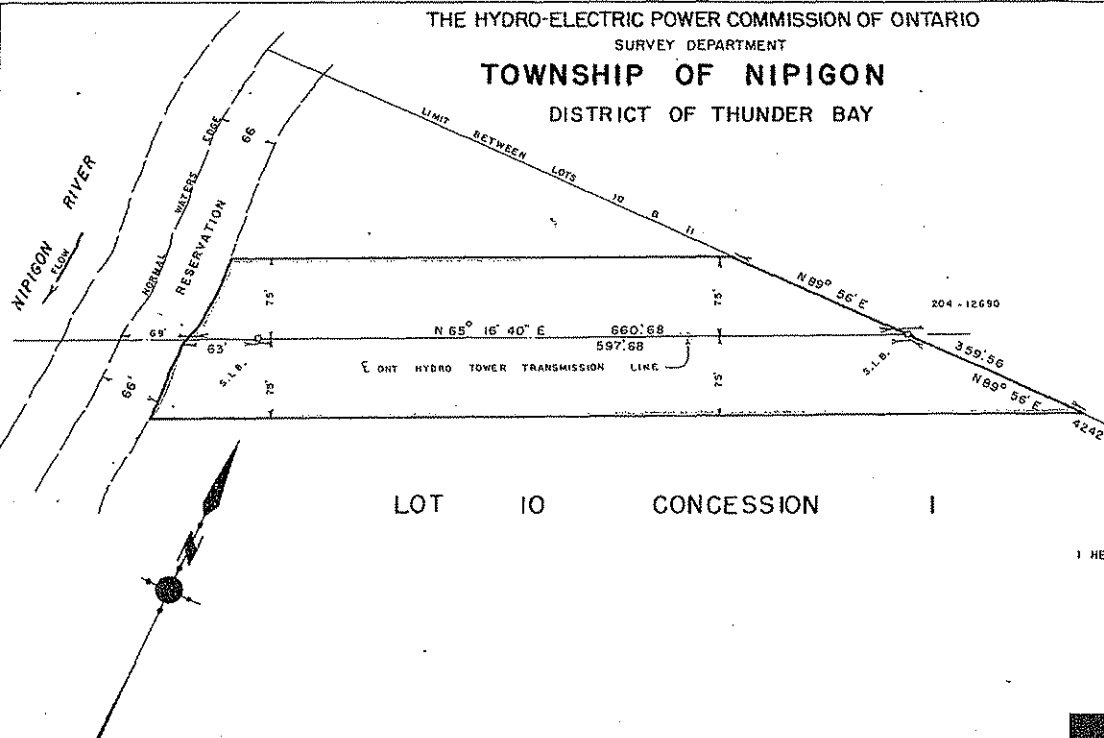 THE HYDRO-ELECTRIC POWER COMMISSION OF ONTARIO
SURVEY DEPARTMENT
TOWNSHIP OF NIPIGON
DISTRICT OF THUNDER BAY
LIMIT BETWEEN LOTS 10 & 11
NIPIGON RIVER
FLOW
NORMAL WATERS EDGE
66'
RESERVATION
75'
75'
N 89° 56' E
204-12690
69'
63'
N 65° 16' 40" E 660.'68
597.'68
S.L.B.
S.L.B.
359.'56
N 89° 56' E
℄ ONT HYDRO TOWER TRANSMISSION LINE
66'
75'
75'
4242
LOT 10 CONCESSION 1
N
I HE